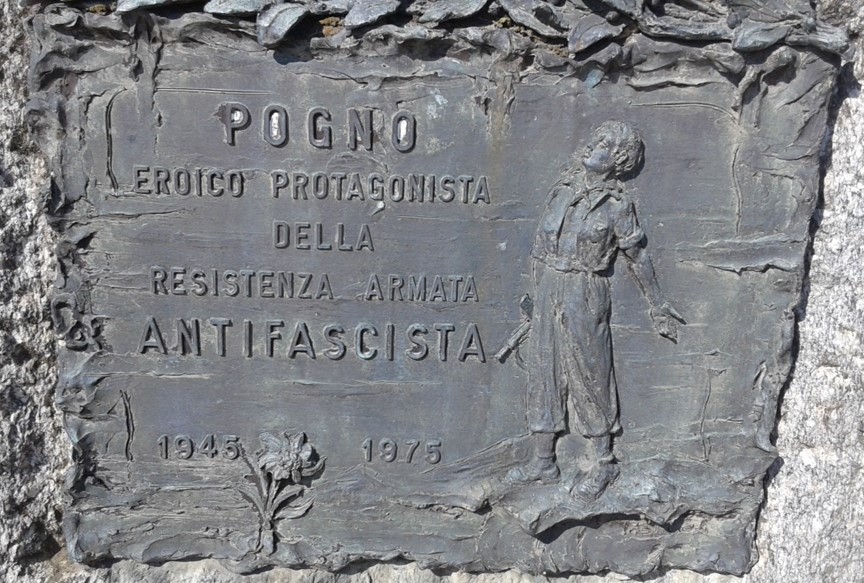 POGNO
EROICO PROTAGONISTA
DELLA
RESISTENZA ARMATA
ANTIFASCISTA
1945 1975